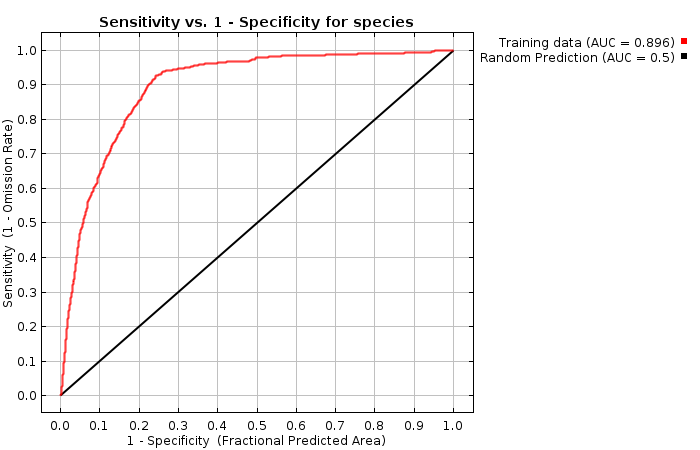 Sensitivity vs. 1 - Specificity for species
Training data (AUC = 0.896)
Random Prediction (AUC = 0.5)
Sensitivity (1 - Omission Rate)
1.0
0.9
0.8
0.7
0.6
0.5
0.4
0.3
0.2
0.1
0.0
0.0 0.1 0.2 0.3 0.4 0.5 0.6 0.7 0.8 0.9 1.0
1 - Specificity (Fractional Predicted Area)